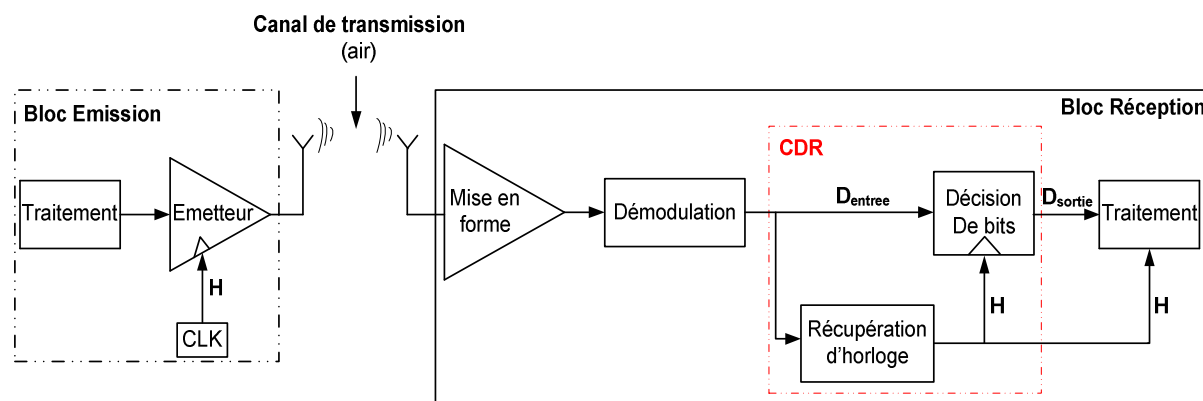 Canal de transmission
(air)
Bloc Emission
Bloc Réception
CDR
Traitement
Emetteur
H
CLK
Mise en
forme
Démodulation
Dentree
Décision
De bits
Dsortie
Traitement
H
H
Récupération
d'horloge